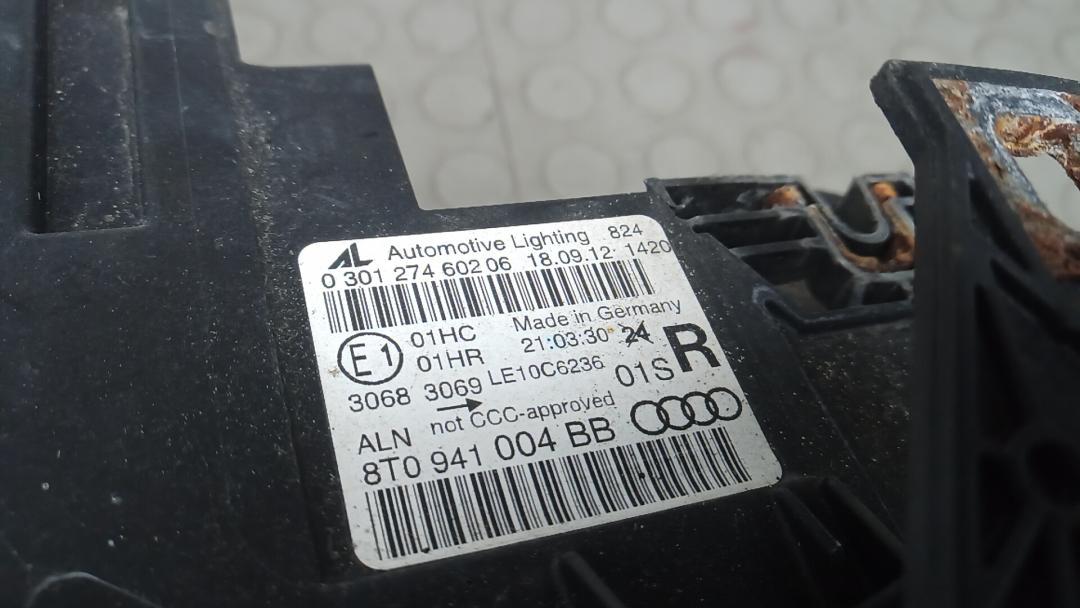 AL Automotive Lighting 824
0 301 274 602 06 18.09.12 1420
Made in Germany
E1 01HC
01HR
21:03:30 24
R
3068 3069 LE10C6236 01S
ALN not CCC-approved
8T0 941 004 BB